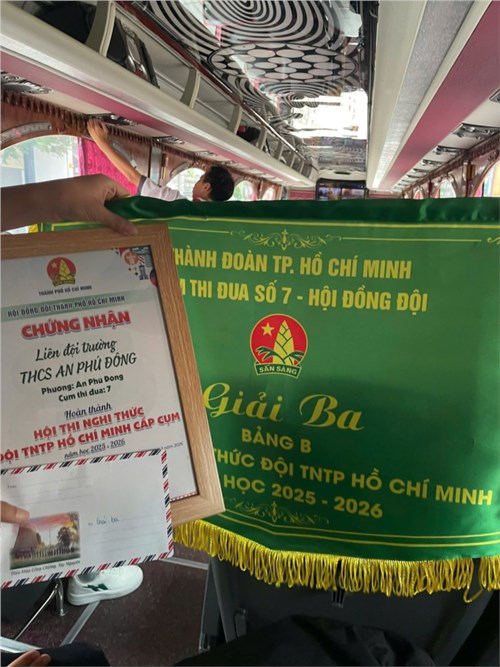 THÀNH PHỐ HỒ CHÍ MINH
HỘI ĐỒNG ĐỘI THÀNH PHỐ HỒ CHÍ MINH
CHỨNG NHẬN
Liên đội trường
THCS AN PHÚ ĐÔNG
Phường: An Phú Đông
Cụm thi đua: 7
Hoàn thành
HỘI THI NGHI THỨC
ĐỘI TNTP HỒ CHÍ MINH CẤP CỤM
năm học 2025 - 2026
Giải ba
HÀNH ĐOÀN TP. HỒ CHÍ MINH
M THI ĐUA SỐ 7 - HỘI ĐỒNG ĐỘI
SẴN SÀNG
Giải Ba
BẢNG B
THỨC ĐỘI TNTP HỒ CHÍ MINH
HỌC 2025 - 2026